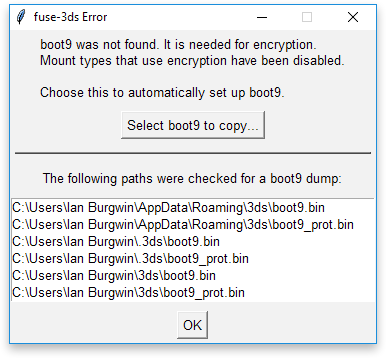 fuse-3ds Error
boot9 was not found. It is needed for encryption.
Mount types that use encryption have been disabled.
Choose this to automatically set up boot9.
Select boot9 to copy...
The following paths were checked for a boot9 dump:
C:\Users\Ian Burgwin\AppData\Roaming\3ds\boot9.bin
C:\Users\Ian Burgwin\AppData\Roaming\3ds\boot9_prot.bin
C:\Users\Ian Burgwin\.3ds\boot9.bin
C:\Users\Ian Burgwin\.3ds\boot9_prot.bin
C:\Users\Ian Burgwin\3ds\boot9.bin
C:\Users\Ian Burgwin\3ds\boot9_prot.bin
OK